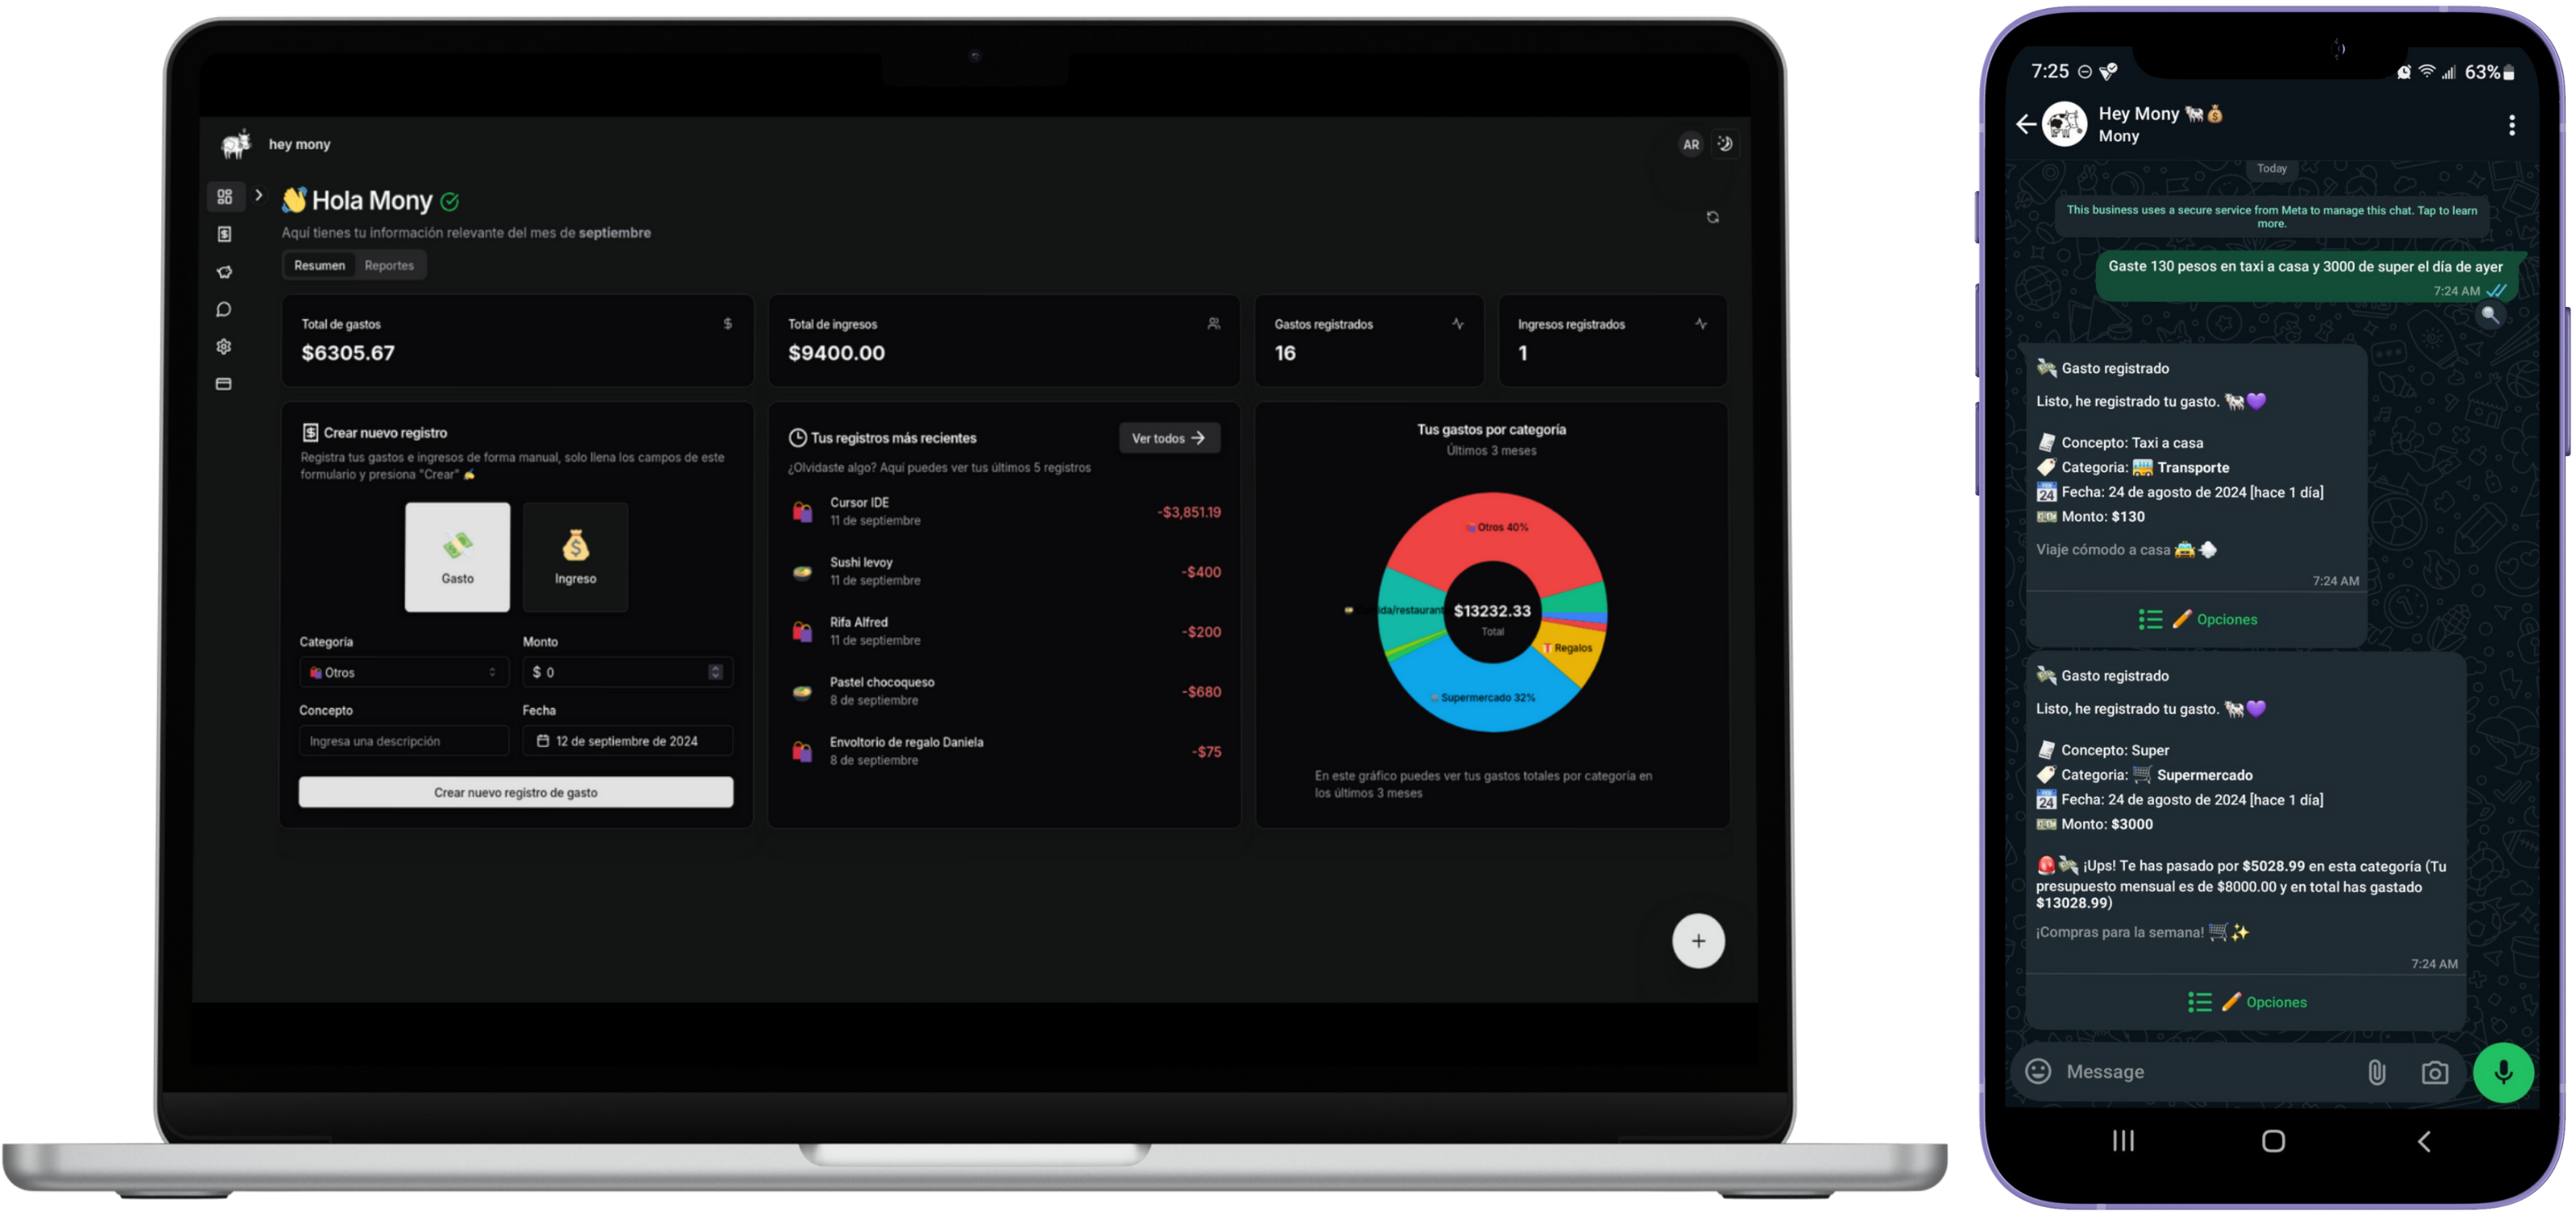 hey mony
AR
Hola Mony
Aquí tienes tu información relevante del mes de septiembre
Resumen
Reportes
Total de gastos
$
$6305.67
Total de ingresos
$9400.00
Gastos registrados
16
Ingresos registrados
1
Crear nuevo registro
Registra tus gastos e ingresos de forma manual, solo llena los campos de este
formulario y presiona "Crear"
Gasto
Ingreso
Categoría
Monto
Otros
$ 0
Concepto
Fecha
Ingresa una descripción
12 de septiembre de 2024
Crear nuevo registro de gasto
Tus registros más recientes
Ver todos
¿Olvidaste algo? Aquí puedes ver tus últimos 5 registros
Cursor IDE
11 de septiembre
-$3,851.19
Sushi levoy
11 de septiembre
-$400
Rifa Alfred
11 de septiembre
-$200
Pastel chocoqueso
8 de septiembre
-$680
Envoltorio de regalo Daniela
8 de septiembre
-$75
Tus gastos por categoría
Últimos 3 meses
Otros 40%
$13232.33
Total
Regalos
Supermercado 32%
En este gráfico puedes ver tus gastos totales por categoría en
los últimos 3 meses
7:25
63%
Hey Mony
Mony
Today
This business uses a secure service from Meta to manage this chat. Tap to learn
more.
Gaste 130 pesos en taxi a casa y 3000 de super el día de ayer
7:24 AM
Gasto registrado
Listo, he registrado tu gasto.
Concepto: Taxi a casa
Categoria: Transporte
Fecha: 24 de agosto de 2024 [hace 1 día]
Monto: $130
Viaje cómodo a casa
7:24 AM
Opciones
Gasto registrado
Listo, he registrado tu gasto.
Concepto: Super
Categoria: Supermercado
Fecha: 24 de agosto de 2024 [hace 1 día]
Monto: $3000
¡Ups! Te has pasado por $5028.99 en esta categoría (Tu
presupuesto mensual es de $8000.00 y en total has gastado
$13028.99)
¡Compras para la semana!
7:24 AM
Opciones
Message